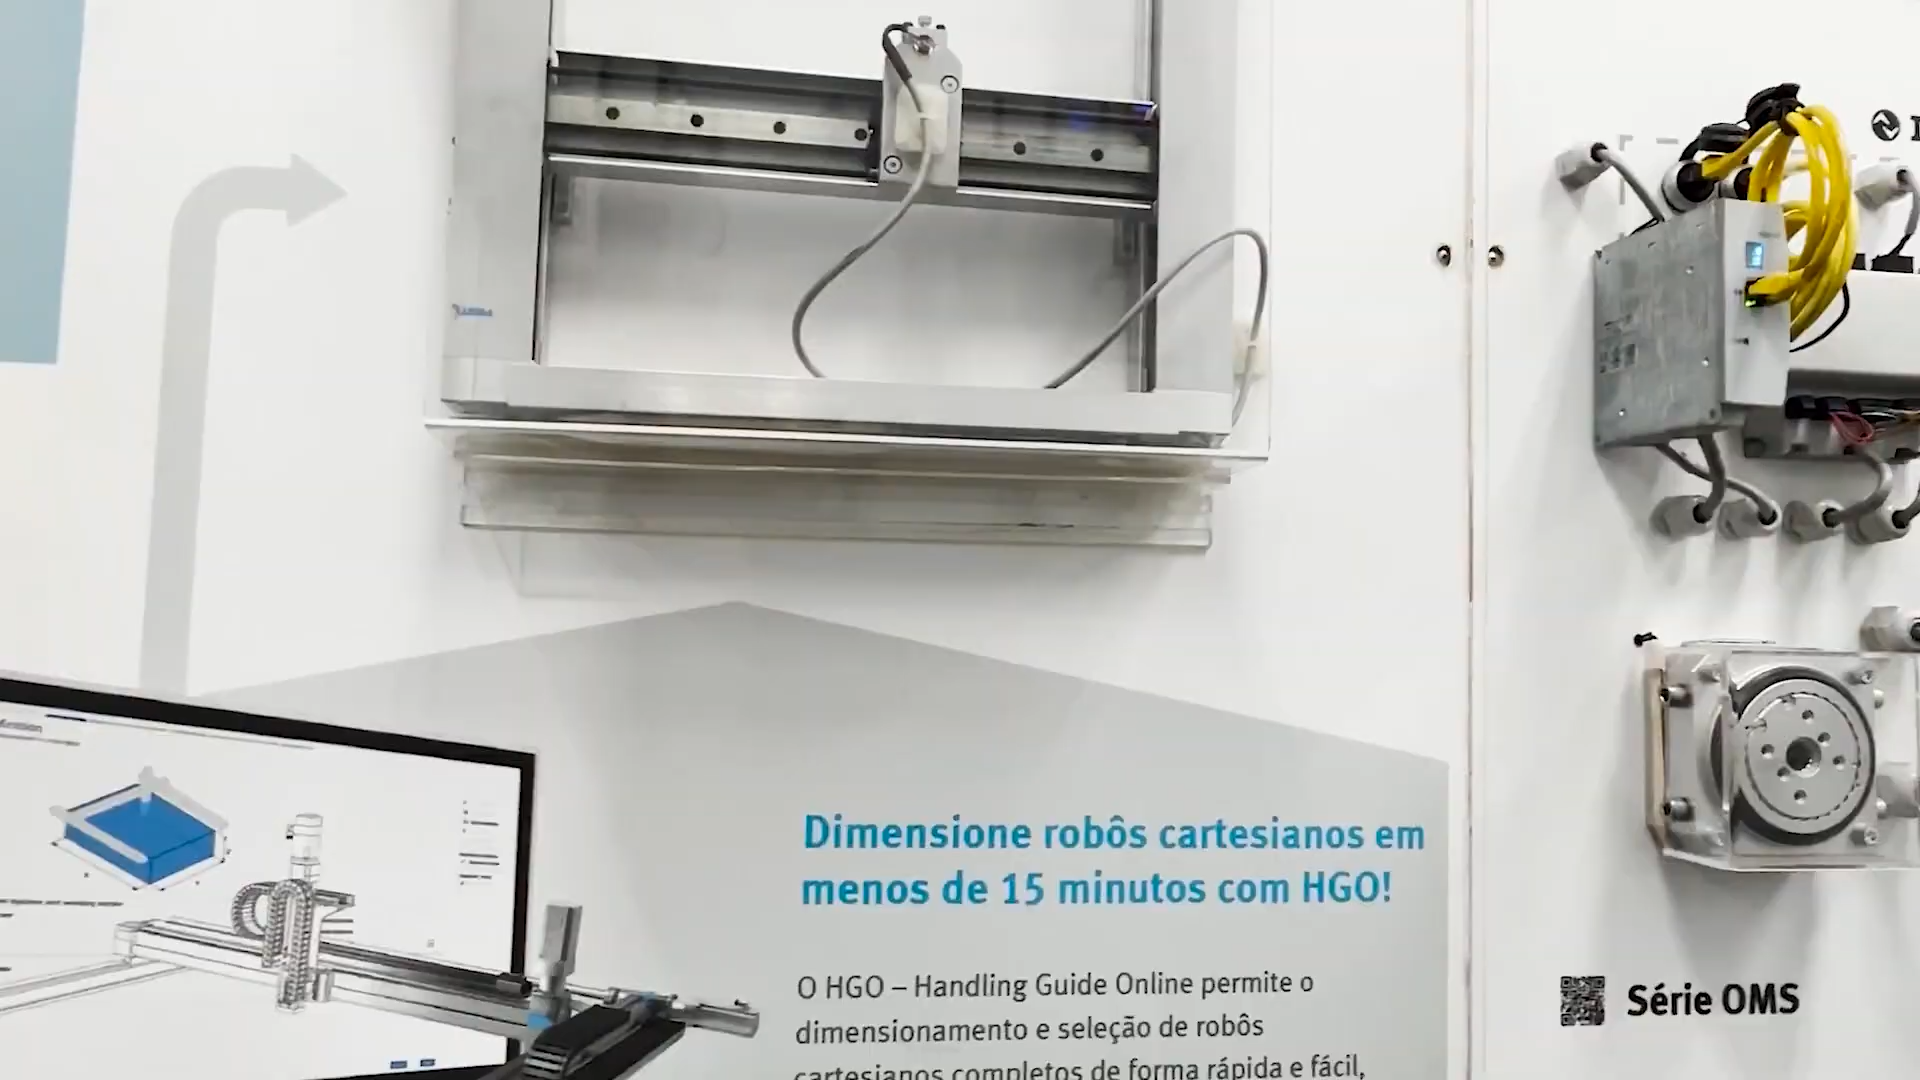 Dimensione robôs cartesianos em
menos de 15 minutos com HGO!
O HGO – Handling Guide Online permite o
dimensionamento e seleção de robôs
cartesianos completos de forma rápida e fácil,
Série OMS